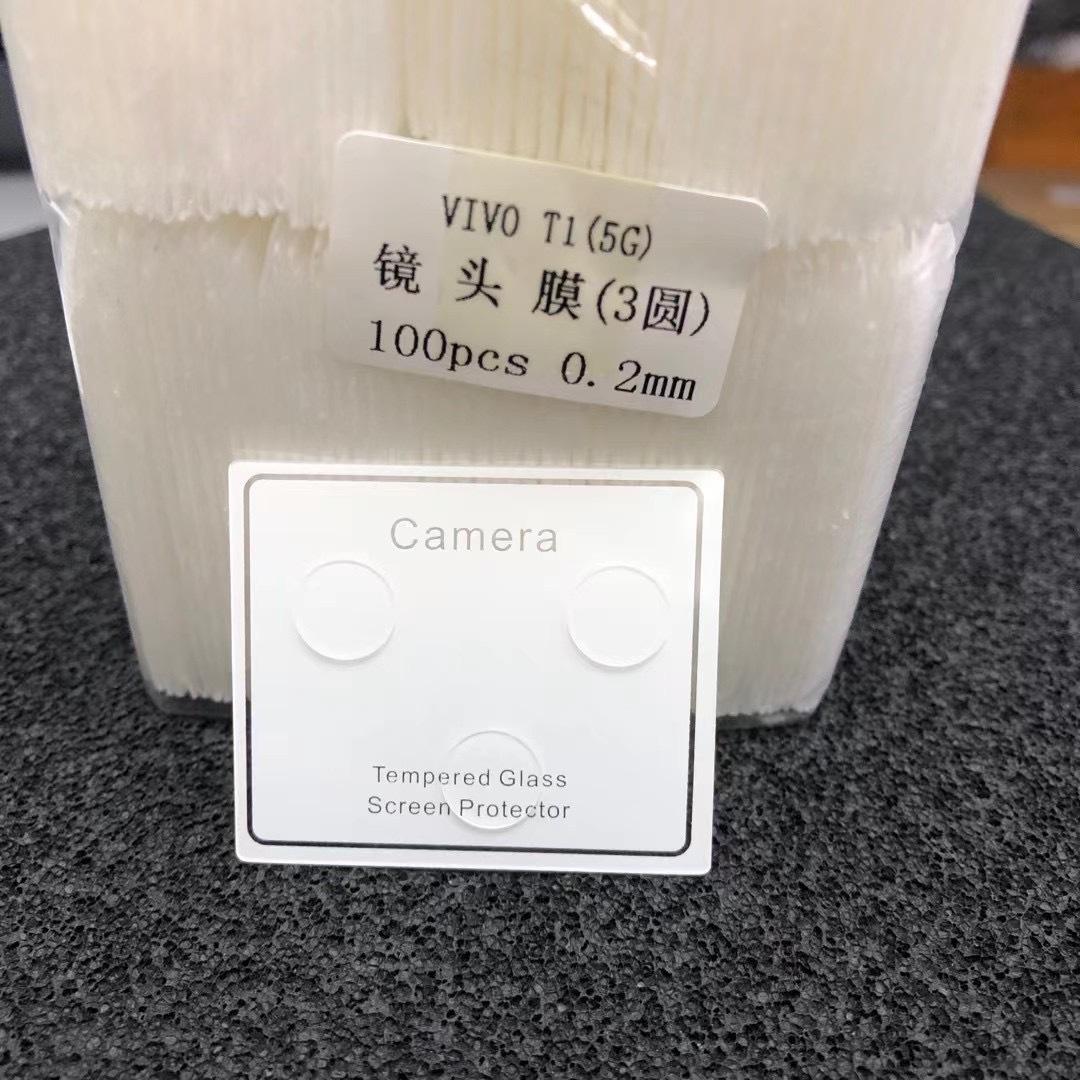 VIVO T1(5G)
镜 头 膜(3圆)
100pcs 0.2mm
Camera
Tempered Glass
Screen Protector